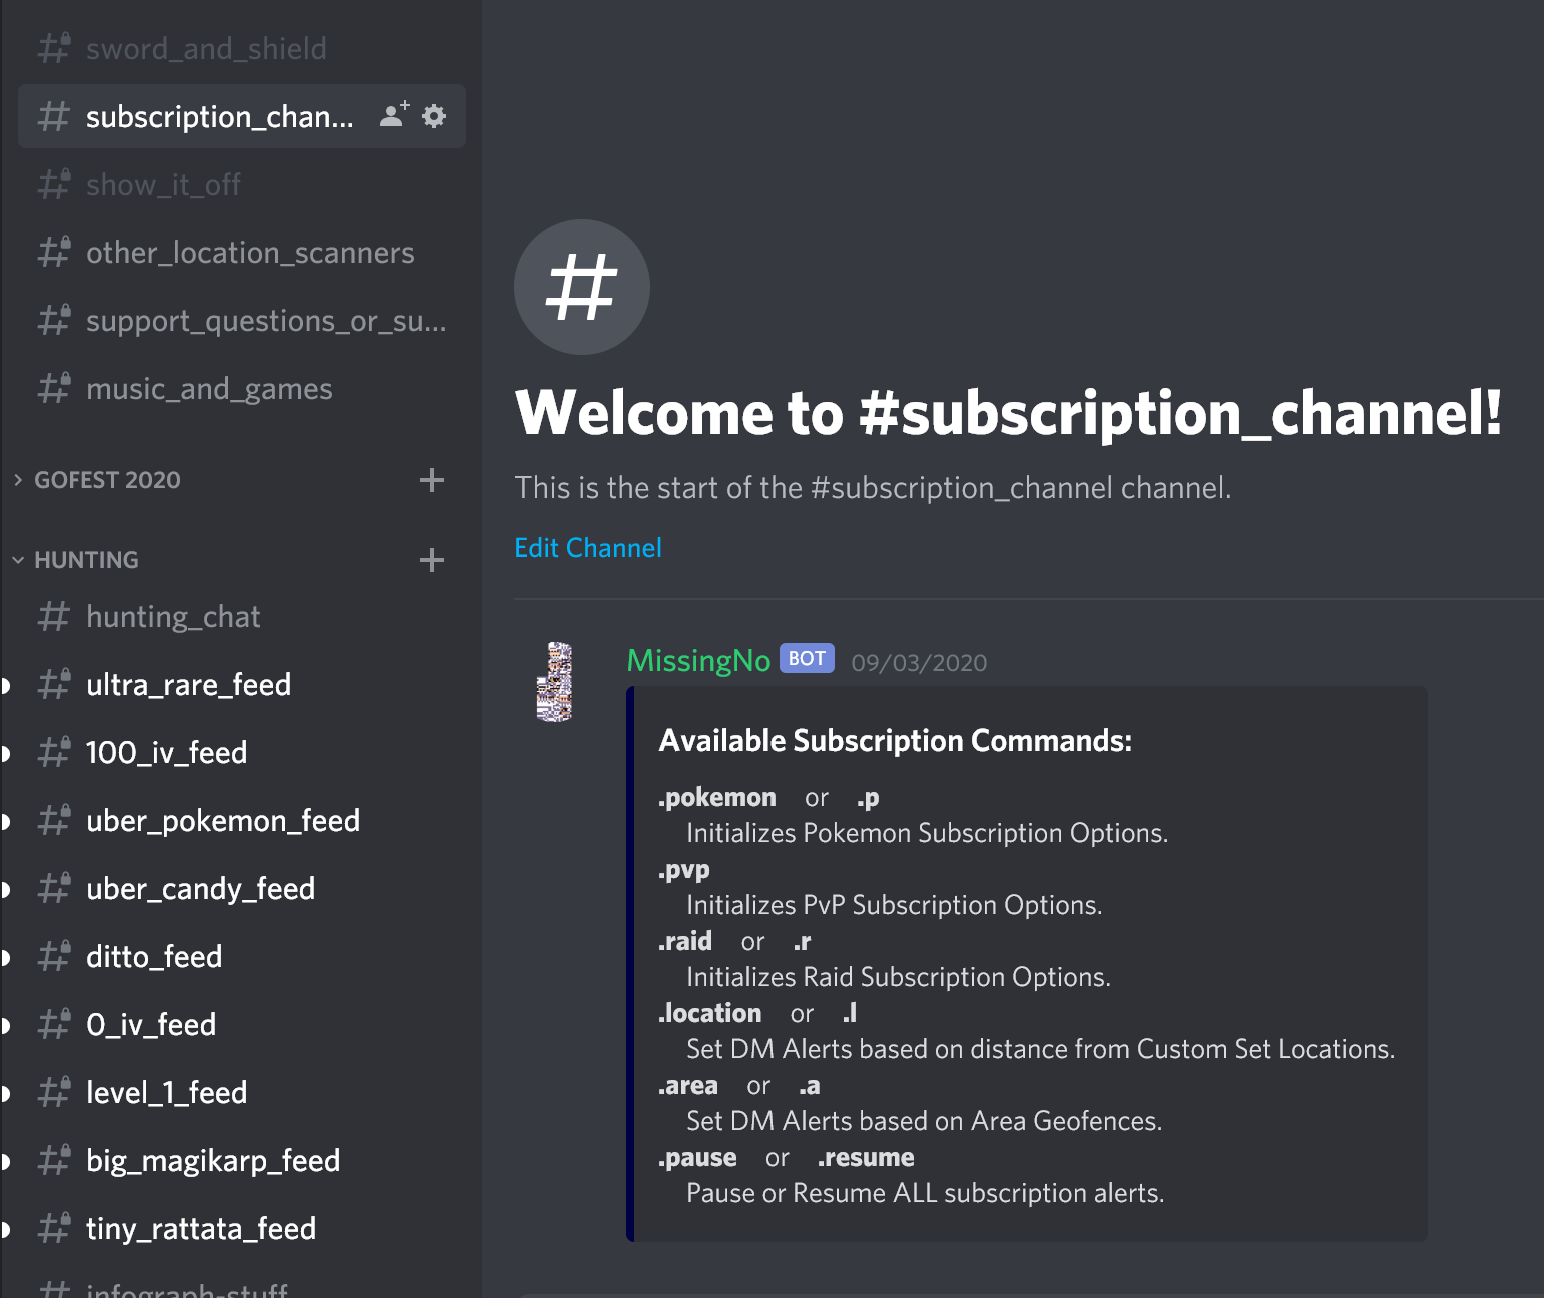 sword_and_shield
subscription_chan...
show_it_off
other_location_scanners
support_questions_or_su...
music_and_games
GOFEST 2020
HUNTING
hunting_chat
ultra_rare_feed
100_iv_feed
uber_pokemon_feed
uber_candy_feed
ditto_feed
0_iv_feed
level_1_feed
big_magikarp_feed
tiny_rattata_feed
infograph-stuff
Welcome to #subscription_channel!
This is the start of the #subscription_channel channel.
Edit Channel
MissingNo BOT 09/03/2020
Available Subscription Commands:
.pokemon or .p
Initializes Pokemon Subscription Options.
.pvp
Initializes PvP Subscription Options.
.raid or .r
Initializes Raid Subscription Options.
.location or .l
Set DM Alerts based on distance from Custom Set Locations.
.area or .a
Set DM Alerts based on Area Geofences.
.pause or .resume
Pause or Resume ALL subscription alerts.